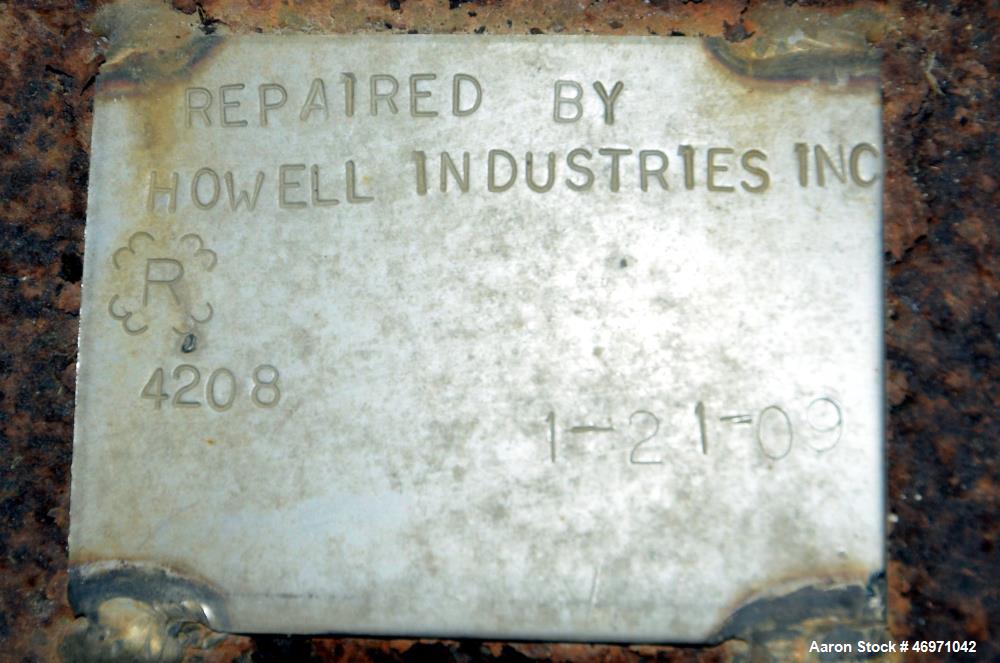 REPAIRED BY
HOWELL INDUSTRIES INC
R
4208
1-21-09
Aaron Stock # 46971042